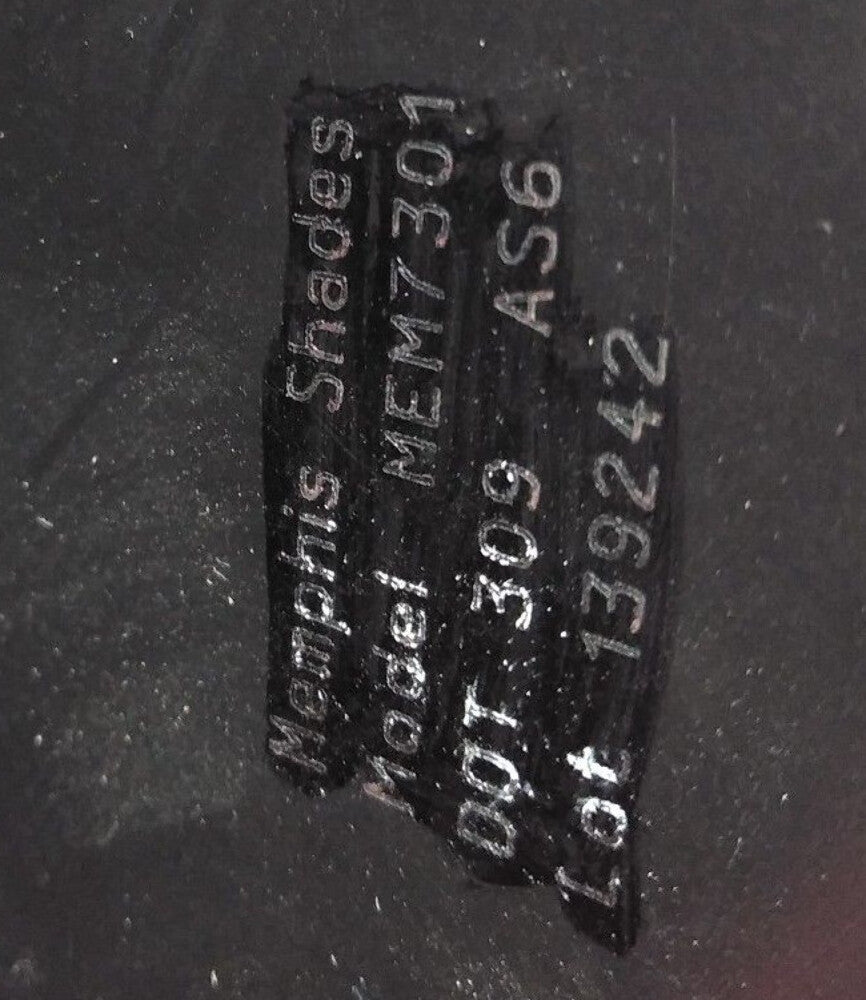 Memphis Shades
Model MEM7301
DOT 309 AS6
Lot 139242